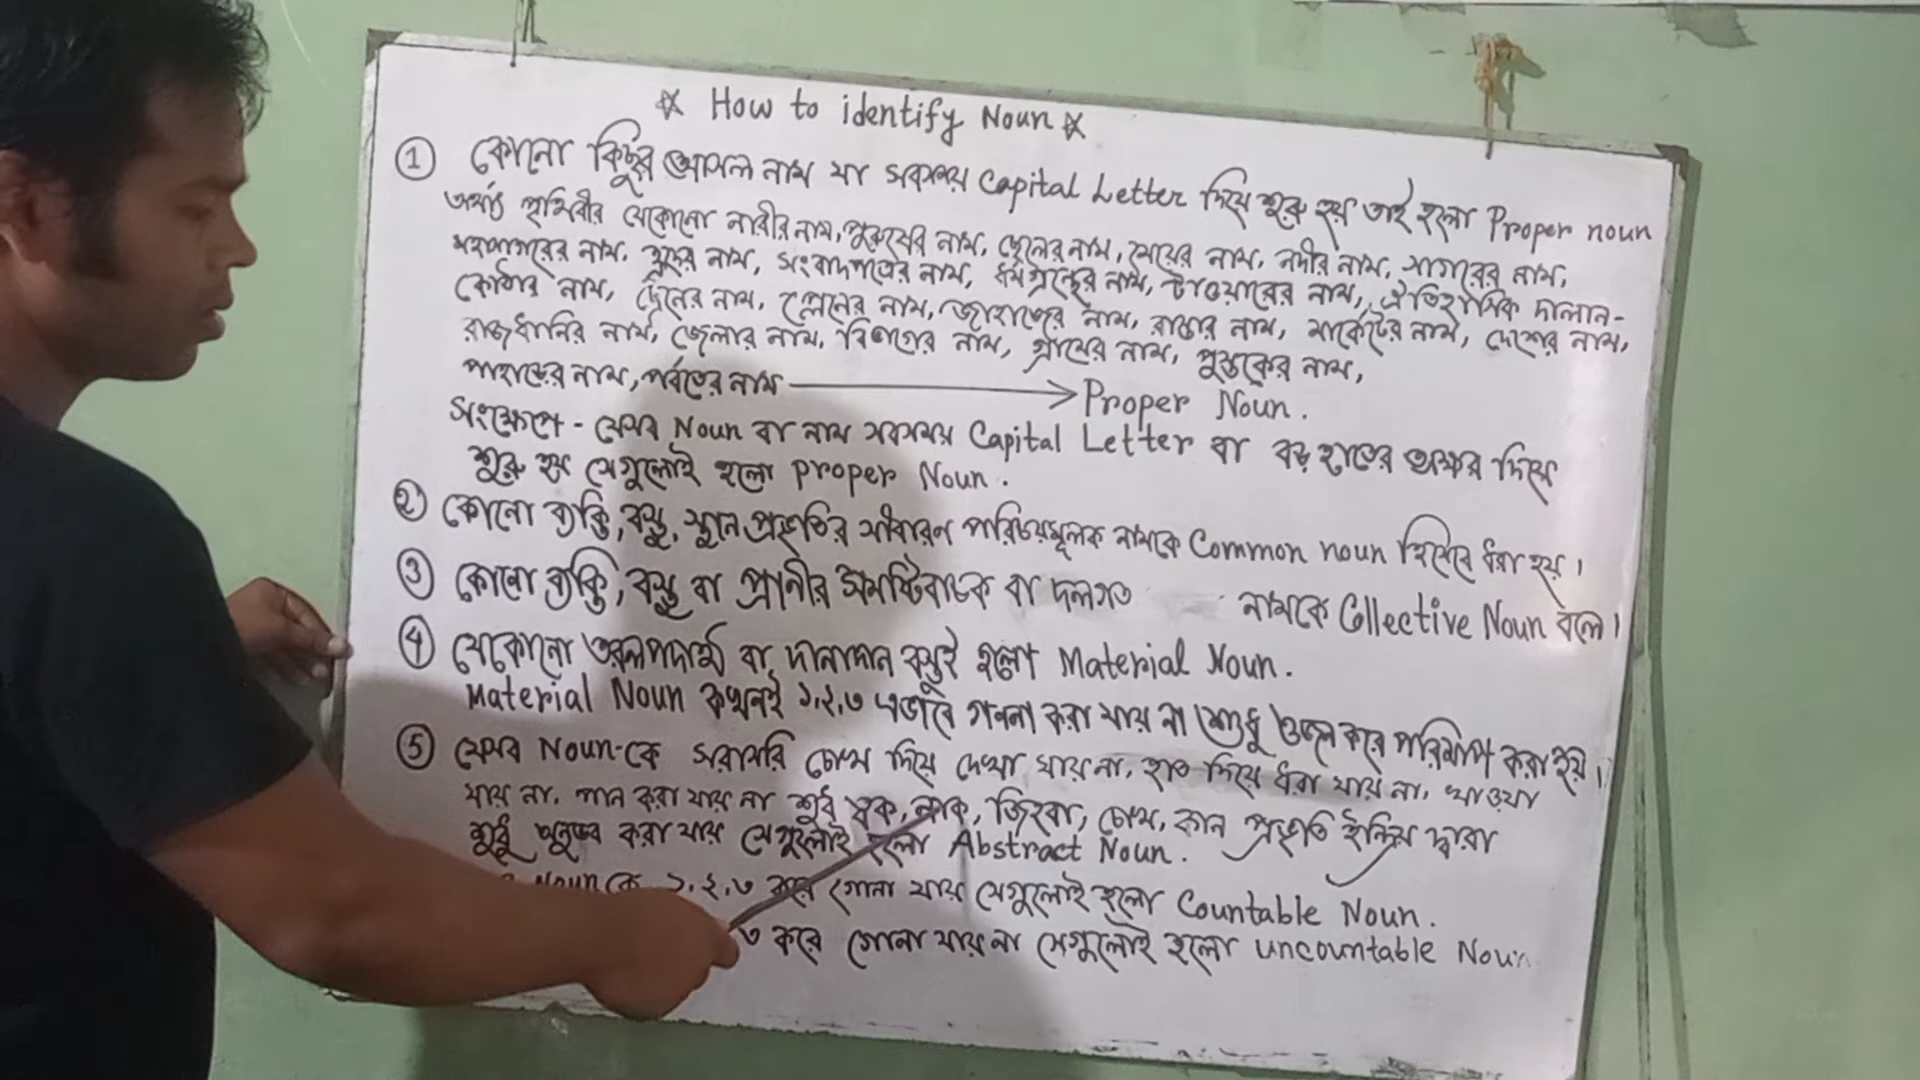 ☆ How to identify Noun ☆
① কোনো কিছুর আসল নাম যা সবসময় Capital Letter দিয়ে শুরু হয় তাই হলো Proper noun
অর্থাৎ পৃথিবীর যেকোনো নারীর নাম, পুরুষের নাম, ছেলের নাম, মেয়ের নাম, নদীর নাম, সাগরের নাম,
মহাসাগরের নাম, হ্রদের নাম, সংবাদপত্রের নাম, ধর্মগ্রন্থের নাম, টাওয়ারের নাম, ঐতিহাসিক দালান-
কোঠার নাম, ট্রেনের নাম, প্লেনের নাম, জাহাজের নাম, রাস্তার নাম, মার্কেটের নাম, দেশের নাম,
রাজধানির নাম, জেলার নাম, বিভাগের নাম, গ্রামের নাম, পুস্তকের নাম,
পাহাড়ের নাম, পর্বতের নাম ⟶ Proper Noun.
সংক্ষেপে - যেসব Noun বা নাম সবসময় Capital Letter বা বড় হাতের অক্ষর দিয়ে
শুরু হয় সেগুলোই হলো proper Noun.
② কোনো ব্যক্তি, বস্তু, স্থান প্রভৃতির সাধারণ পরিচয়মূলক নামকে Common noun হিসেবে ধরা হয়।
③ কোনো ব্যক্তি, বস্তু বা প্রানীর সমষ্টিবাচক বা দলগত নামকে Collective Noun বলে।
④ যেকোনো তরলপদার্থ বা দানাদান বস্তুই হলো Material Noun.
Material Noun কখনই ১.২.৩ এভাবে গননা করা যায় না শুধু ওজন করে পরিমাপ করা হয়।
⑤ যেসব Noun-কে সরাসরি চোখ দিয়ে দেখা যায় না, হাত দিয়ে ধরা যায় না, খাওয়া
যায় না, পান করা যায় না শুধু ত্বক, নাক, জিহবা, চোখ, কান প্রভৃতি ইন্দ্রিয় দ্বারা
শুধু অনুভব করা যায় সেগুলোই হলো Abstract Noun.
Noun কে ১.২.৩ করে গোনা যায় সেগুলোই হলো Countable Noun.
৩ করে গোনা যায় না সেগুলোই হলো uncountable Noun